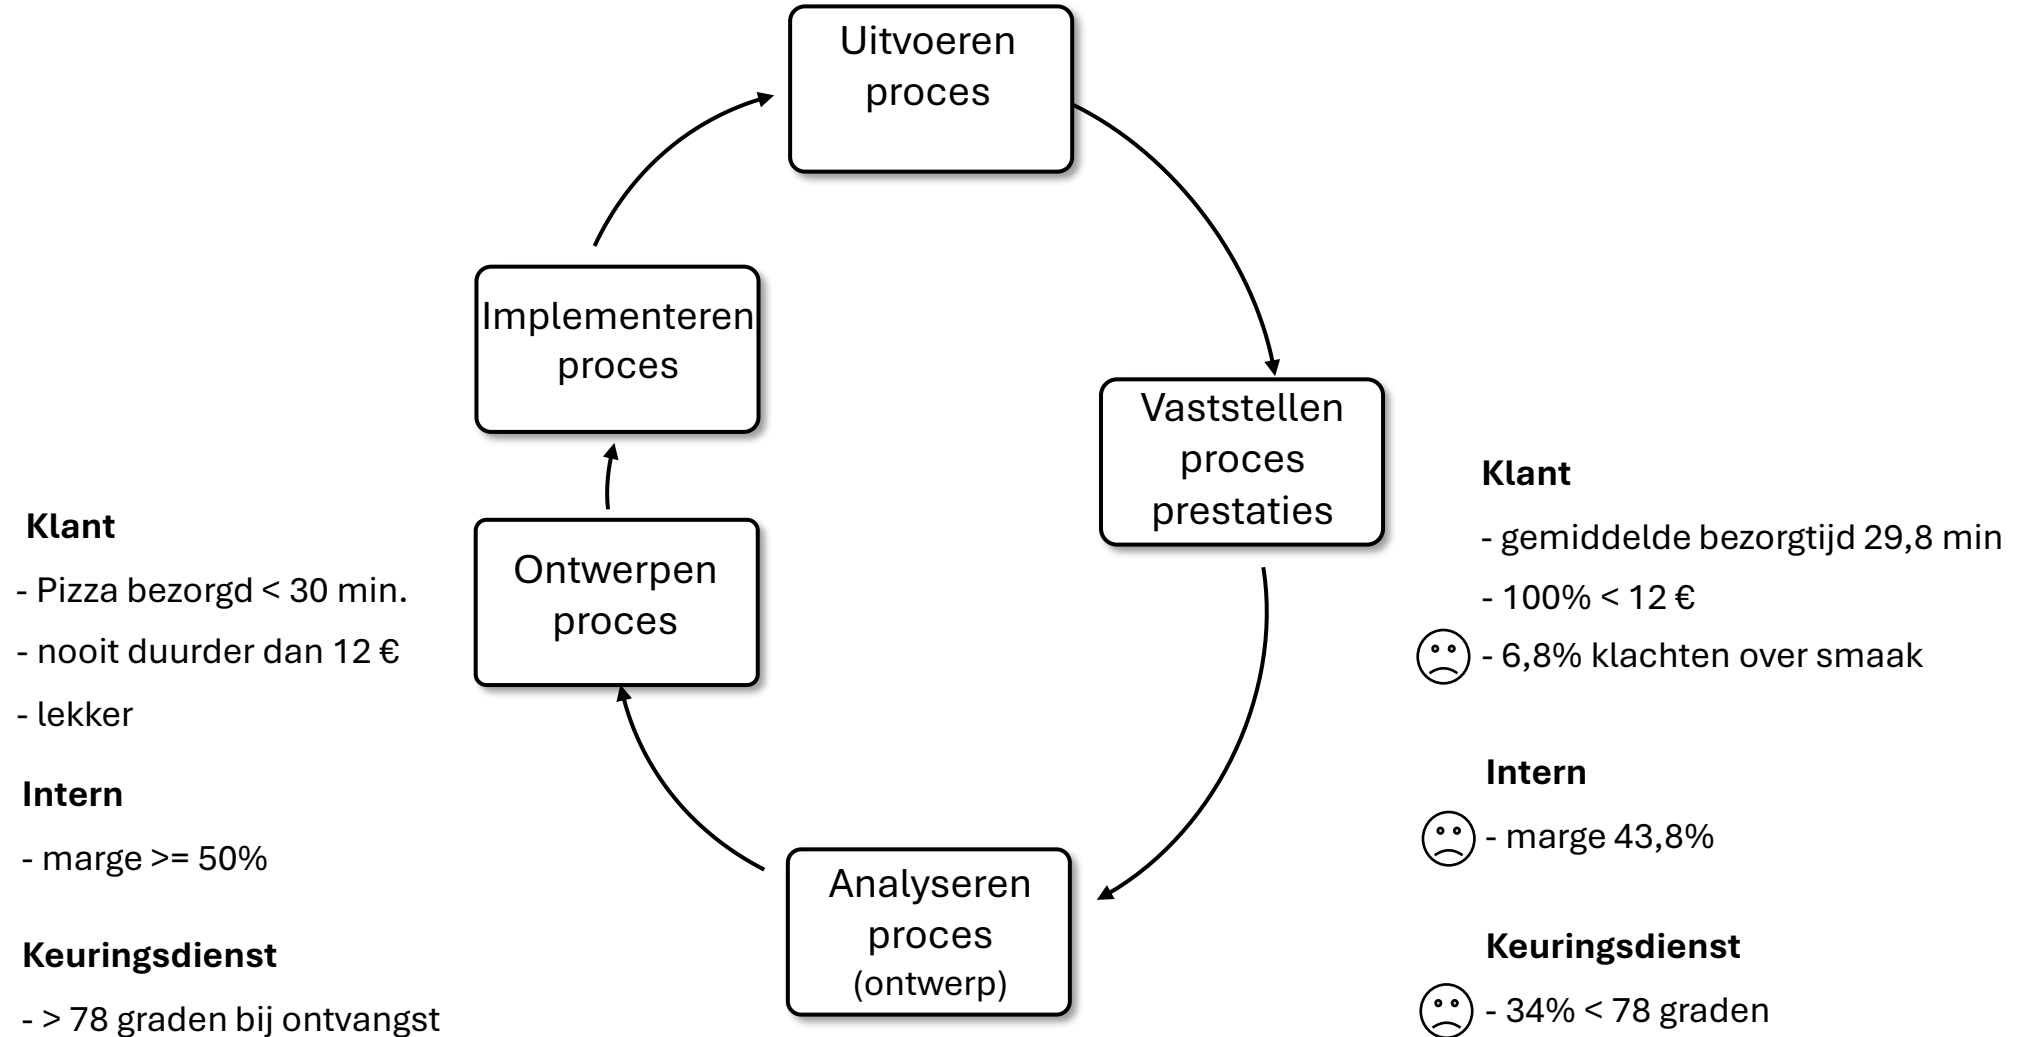 Uitvoeren
proces
Implementeren
proces
Vaststellen
proces
prestaties
Ontwerpen
proces
Analyseren
proces
(ontwerp)
Klant
- Pizza bezorgd < 30 min.
- nooit duurder dan 12 €
- lekker
Intern
- marge >= 50%
Keuringsdienst
- > 78 graden bij ontvangst
Klant
- gemiddelde bezorgtijd 29,8 min
- 100% < 12 €
- 6,8% klachten over smaak
Intern
- marge 43,8%
Keuringsdienst
- 34% < 78 graden